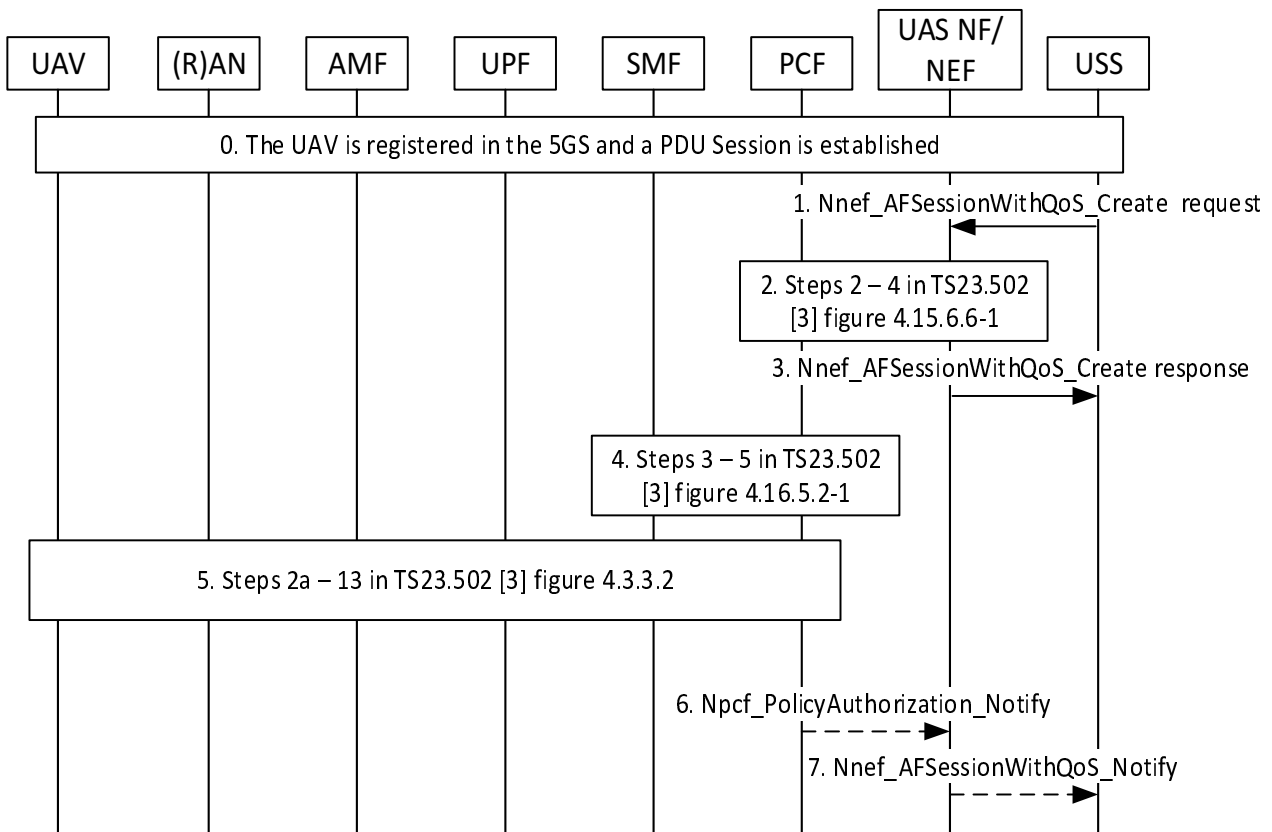 UAV
(R)AN
AMF
UPF
SMF
PCF
UAS NF/
NEF
USS
0. The UAV is registered in the 5GS and a PDU Session is established
1. Nnef_AFSessionWithQoS_Create request
2. Steps 2 – 4 in TS23.502
[3] figure 4.15.6.6-1
3. Nnef_AFSessionWithQoS_Create response
4. Steps 3 – 5 in TS23.502
[3] figure 4.16.5.2-1
5. Steps 2a – 13 in TS23.502 [3] figure 4.3.3.2
6. Npcf_PolicyAuthorization_Notify
7. Nnef_AFSessionWithQoS_Notify